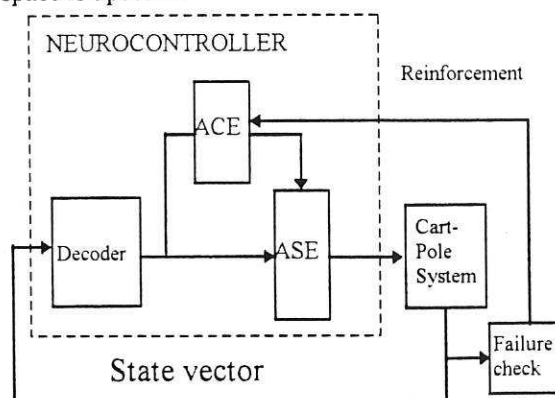 NEUROCONTROLLER
Reinforcement
ACE
Decoder
ASE
Cart-
Pole
System
Failure
check
State vector